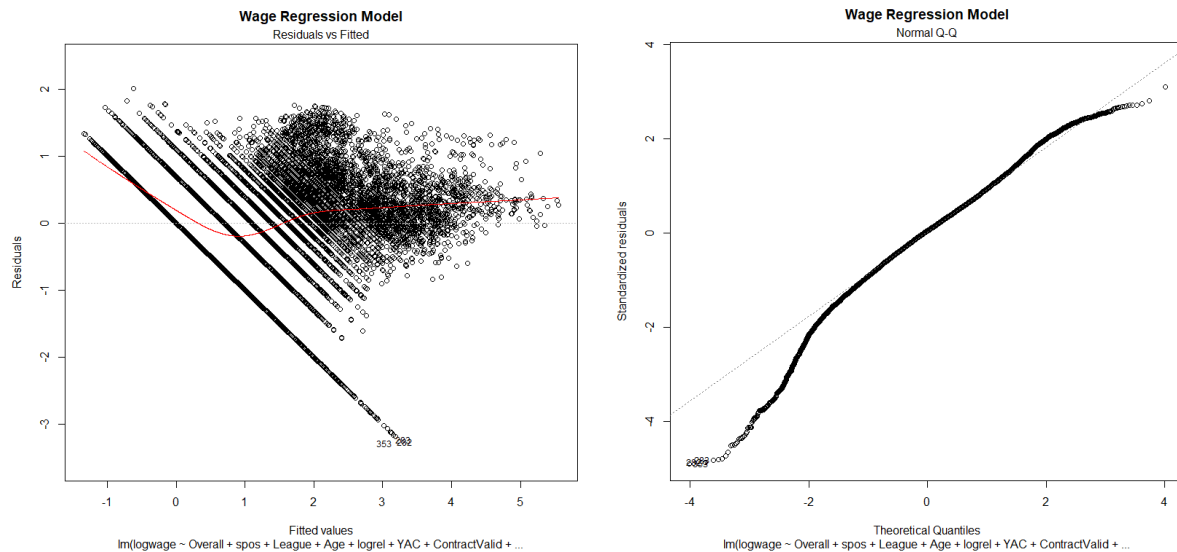 Wage Regression Model
Residuals vs Fitted
2
1
0
-1
-2
-3
Residuals
353
-1 0 1 2 3 4 5
Fitted values
lm(logwage ~ Overall + spos + League + Age + logrel + YAC + ContractValid + ...
Wage Regression Model
Normal Q-Q
4
2
0
-2
-4
Standardized residuals
-4 -2 0 2 4
Theoretical Quantiles
lm(logwage ~ Overall + spos + League + Age + logrel + YAC + ContractValid + ...